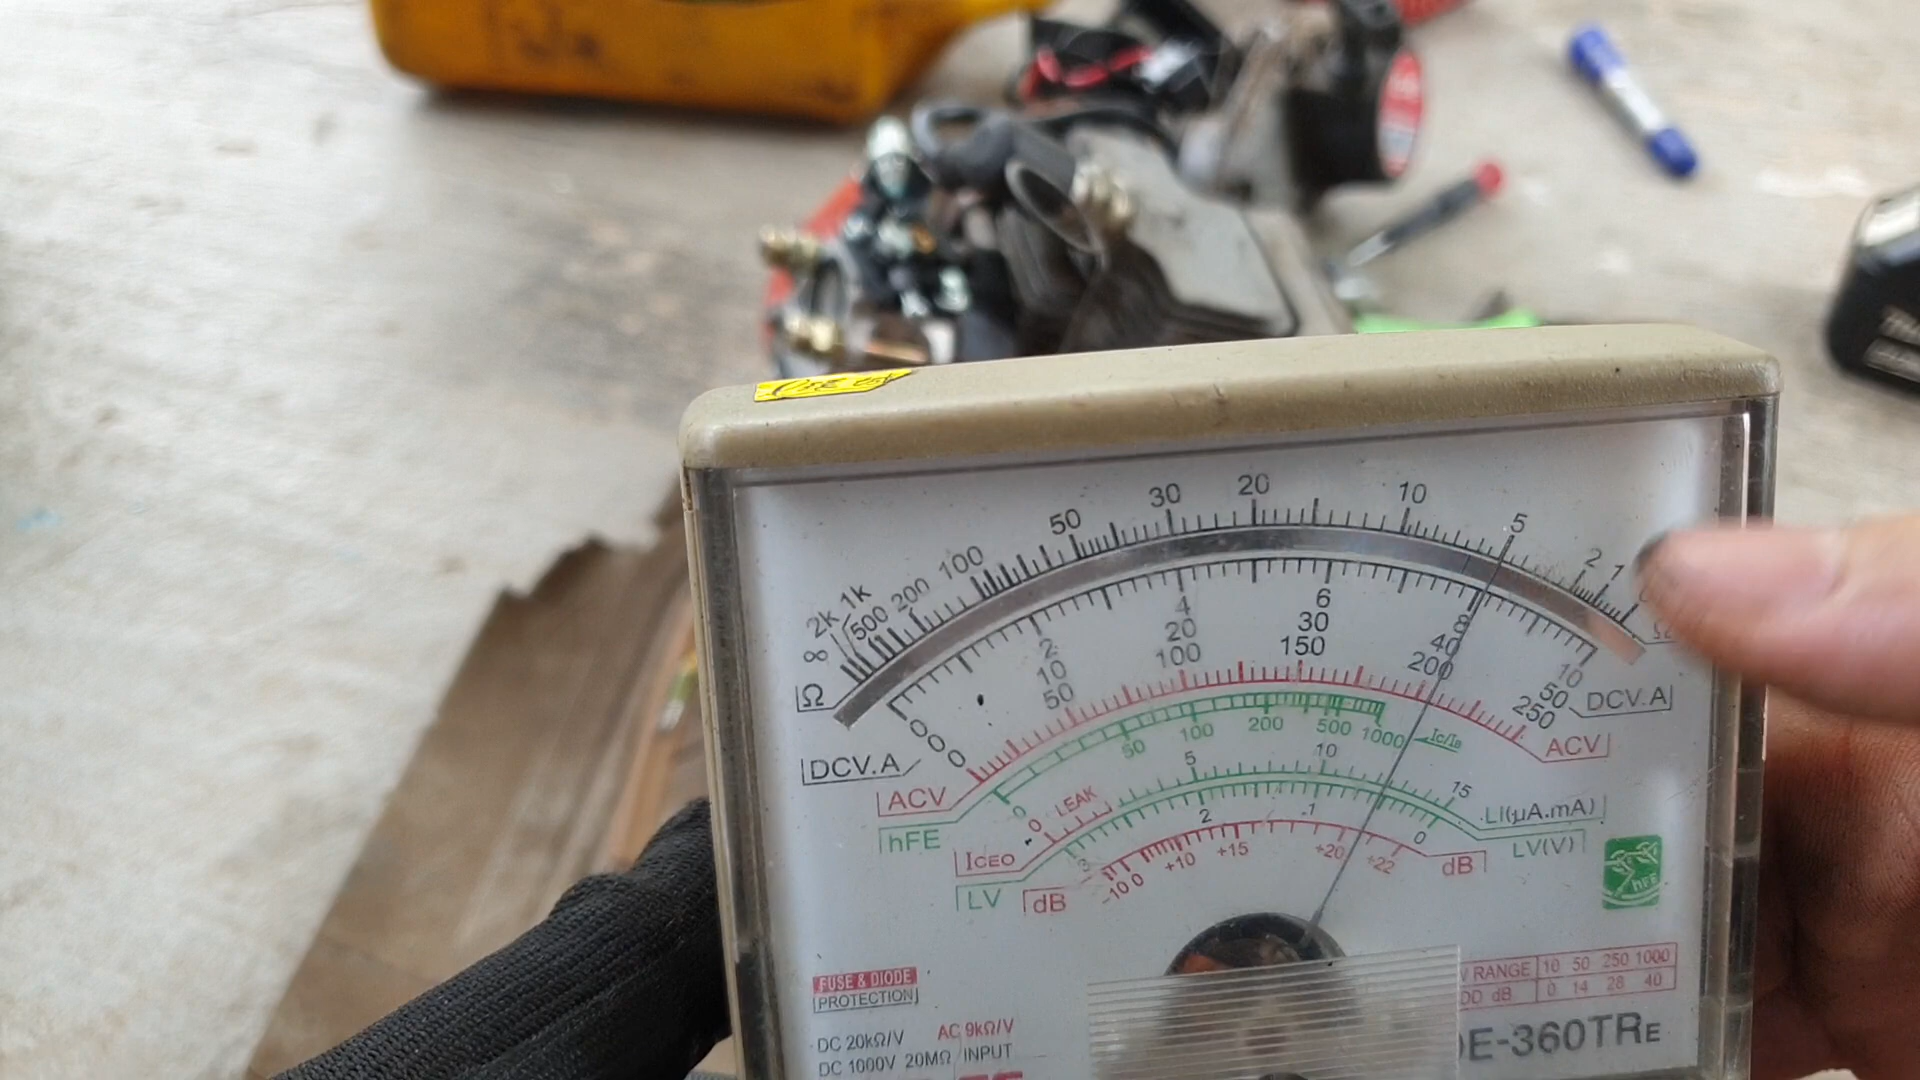 20
30
10
50
5
100
2
1
200
500
1k
2k
∞
Ω
0 2 4 6 8 10
0 10 20 30 40 50
0 50 100 150 200 250
DCV.A
DCV.A
ACV
ACV
0 50 100 200 500 1000
Ic/IB
hFE
0 LEAK 5 10 15
ICEO
LI(μA.mA)
3 2 .1 0
LV
LV(V)
-10 0 +10 +15 +20 +22
dB
dB
hFE
FUSE & DIODE
PROTECTION
RANGE 10 50 250 1000
dB 0 14 28 40
DC 20kΩ/V AC 9kΩ/V
DC 1000V 20MΩ INPUT
E-360TRE